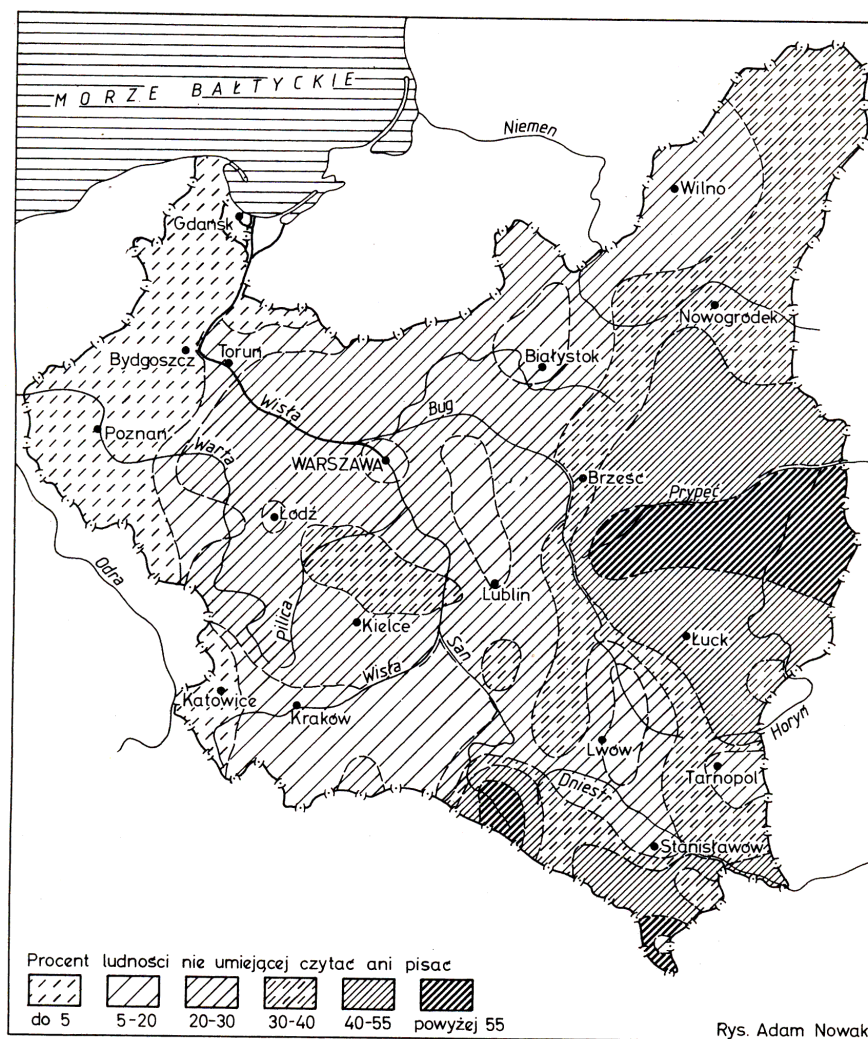 MORZE BAŁTYCKIE
Niemen
Wilno
Gdańsk
Nowogródek
Bydgoszcz
Toruń
Białystok
Wisła
Bug
Poznań
Warta
WARSZAWA
Brześć
Prypeć
Łódź
Odra
Lublin
Pilica
Kielce
San
Łuck
Wisła
Katowice
Kraków
Horyń
Lwów
Tarnopol
Dniestr
Stanisławów
Procent ludności nie umiejącej czytać ani pisać
do 5 5-20 20-30 30-40 40-55 powyżej 55
Rys. Adam Nowak